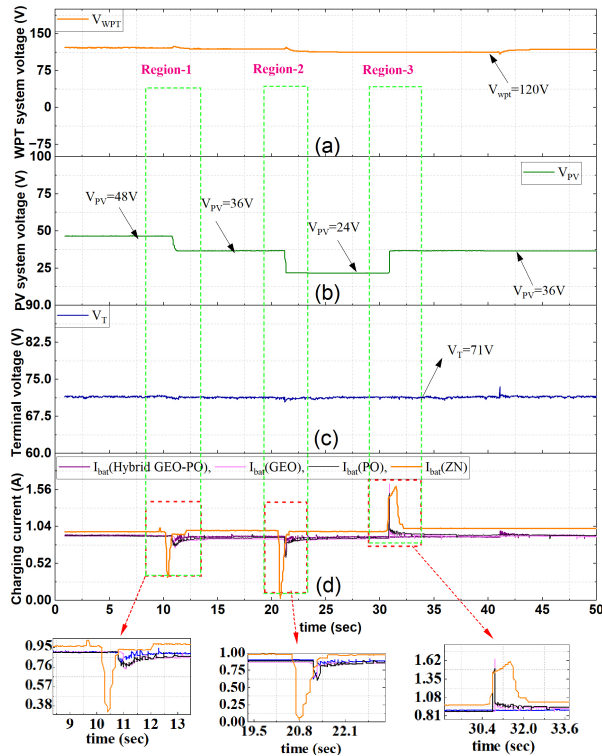 WPT system voltage (V)
150
75
0
−75
V_WPT
Region-1
Region-2
Region-3
V_wpt=120V
(a)
PV system voltage (V)
100
75
50
25
V_PV
V_PV=48V
V_PV=36V
V_PV=24V
V_PV=36V
(b)
Terminal voltage (V)
90.0
82.5
75.0
67.5
60.0
V_T
V_T=71V
(c)
Charging current (A)
1.56
1.04
0.52
0.00
I_bat(Hybrid GEO-PO), I_bat(GEO), I_bat(PO), I_bat(ZN)
(d)
0 5 10 15 20 25 30 35 40 45 50
time (sec)
0.95
0.76
0.57
0.38
9 10 11 12 13
time (sec)
1.00
0.75
0.50
0.25
0.00
19.5 20.8 22.1
time (sec)
1.62
1.35
1.08
0.81
30.4 32.0 33.6
time (sec)